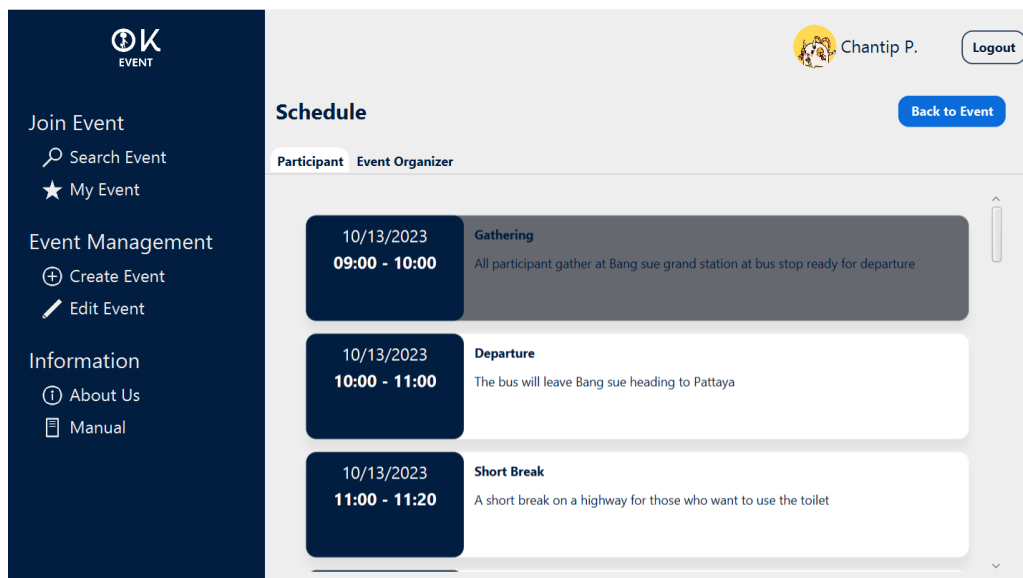 OK
EVENT
Chantip P.
Logout
Join Event
Search Event
My Event
Event Management
Create Event
Edit Event
Information
About Us
Manual
Schedule
Back to Event
Participant Event Organizer
10/13/2023
09:00 - 10:00
Gathering
All participant gather at Bang sue grand station at bus stop ready for departure
10/13/2023
10:00 - 11:00
Departure
The bus will leave Bang sue heading to Pattaya
10/13/2023
11:00 - 11:20
Short Break
A short break on a highway for those who want to use the toilet